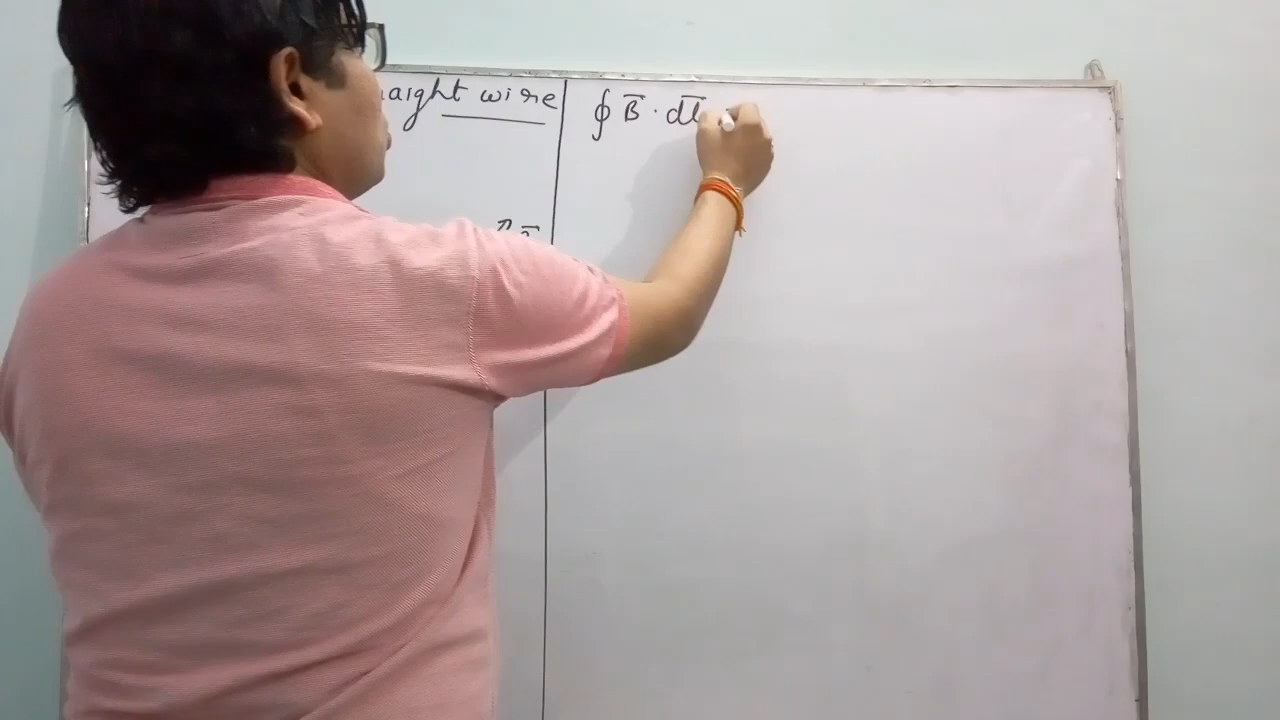 aight wire
∮ B̅ · dl̅